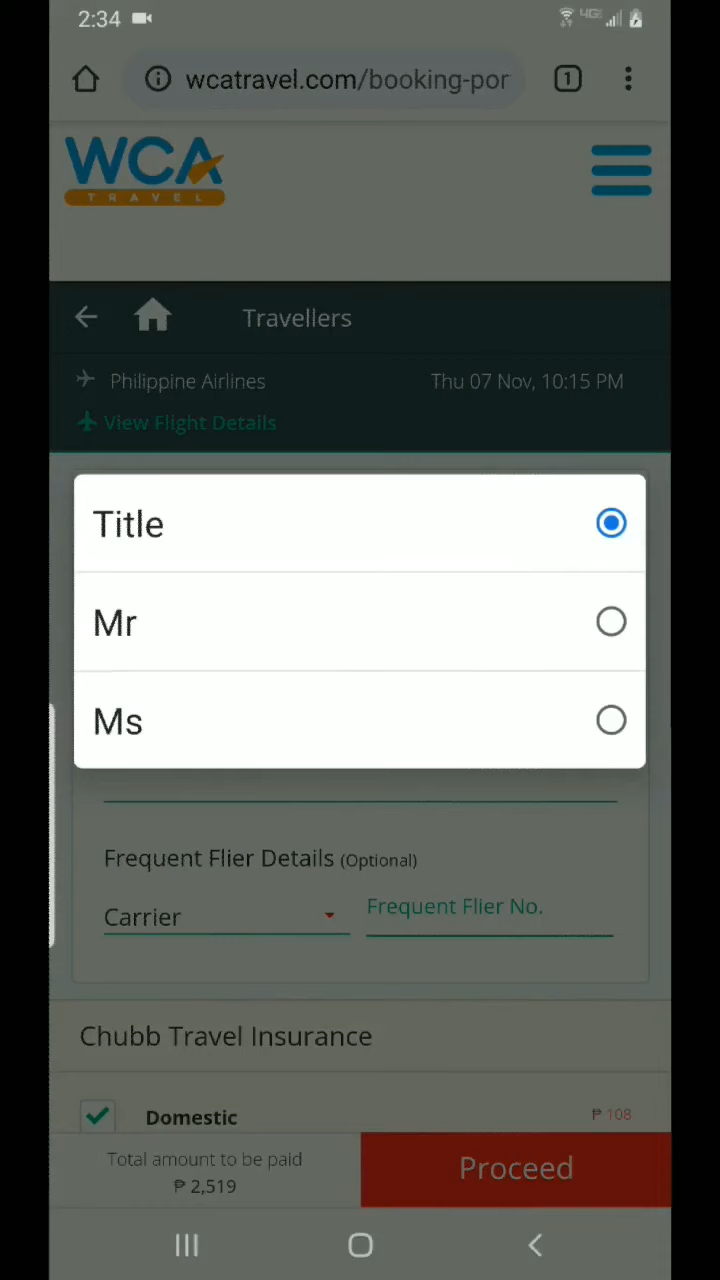 2:34
4GE
wcatravel.com/booking-por
1
WCA
TRAVEL
Travellers
Philippine Airlines
Thu 07 Nov, 10:15 PM
View Flight Details
Title
Mr
Ms
Frequent Flier Details (Optional)
Carrier
Frequent Flier No.
Chubb Travel Insurance
Domestic
₱ 108
Total amount to be paid
₱ 2,519
Proceed